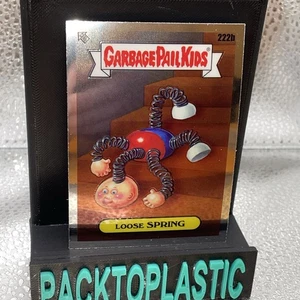 222b
GARBAGE PAIL KIDS
LOOSE SPRING
PACKTOPLASTIC